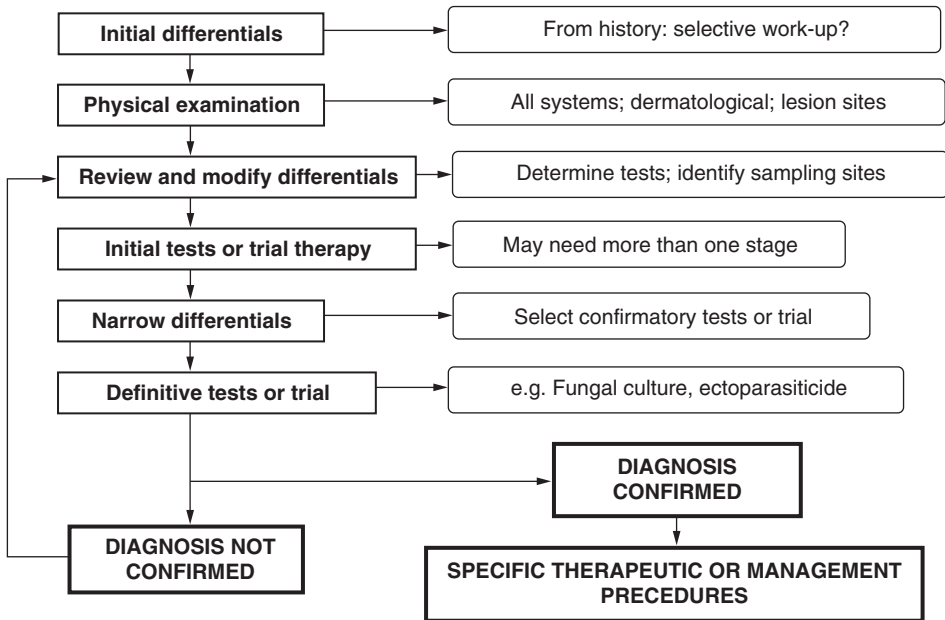 Initial differentials
From history: selective work-up?
Physical examination
All systems; dermatological; lesion sites
Review and modify differentials
Determine tests; identify sampling sites
Initial tests or trial therapy
May need more than one stage
Narrow differentials
Select confirmatory tests or trial
Definitive tests or trial
e.g. Fungal culture, ectoparasiticide
DIAGNOSIS
CONFIRMED
DIAGNOSIS NOT
CONFIRMED
SPECIFIC THERAPEUTIC OR MANAGEMENT
PROCEDURES